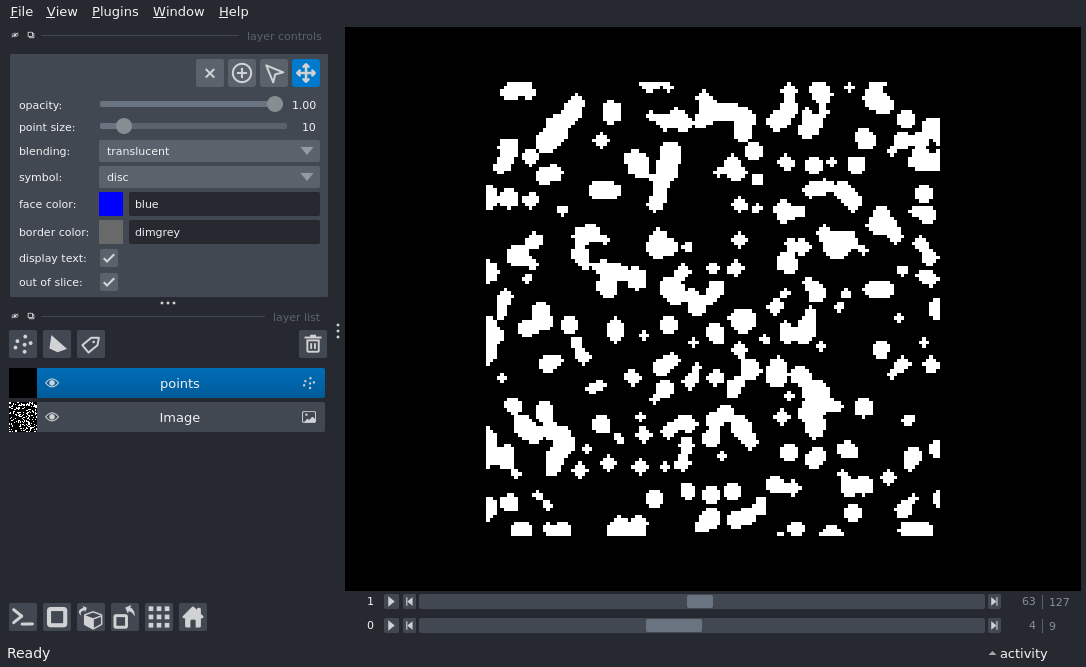 File View Plugins Window Help
layer controls
opacity: 1.00
point size: 10
blending: translucent
symbol: disc
face color: blue
border color: dimgrey
display text:
out of slice:
layer list
points
Image
1 63 127
0 4 9
Ready activity